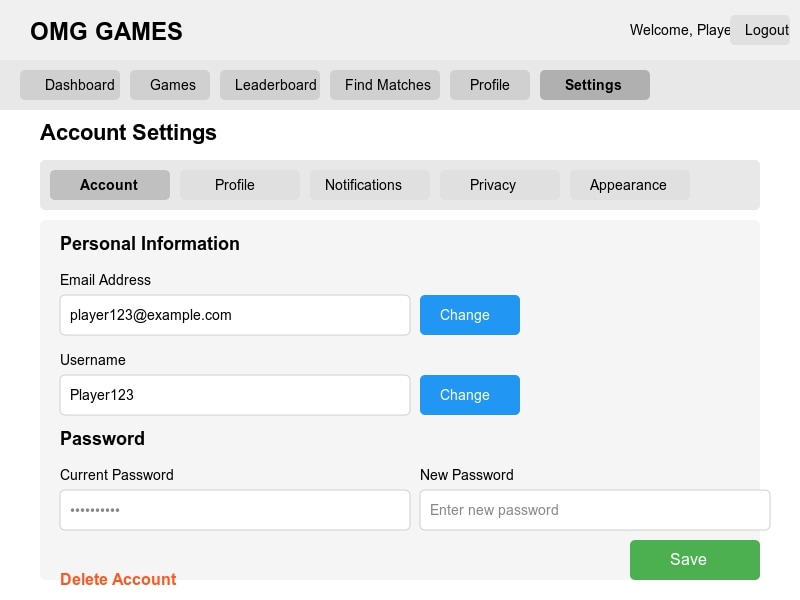 OMG GAMES
Welcome, Playe
Logout
Dashboard
Games
Leaderboard
Find Matches
Profile
Settings
Account Settings
Account
Profile
Notifications
Privacy
Appearance
Personal Information
Email Address
player123@example.com
Change
Username
Player123
Change
Password
Current Password
New Password
••••••••••
Enter new password
Save
Delete Account